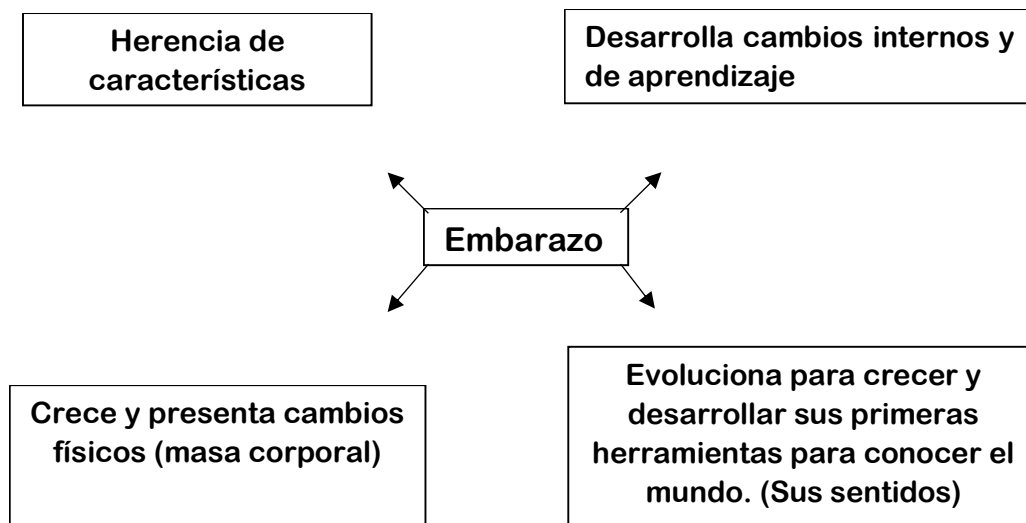 Herencia de
características
Desarrolla cambios internos y
de aprendizaje
Embarazo
Crece y presenta cambios
físicos (masa corporal)
Evoluciona para crecer y
desarrollar sus primeras
herramientas para conocer el
mundo. (Sus sentidos)